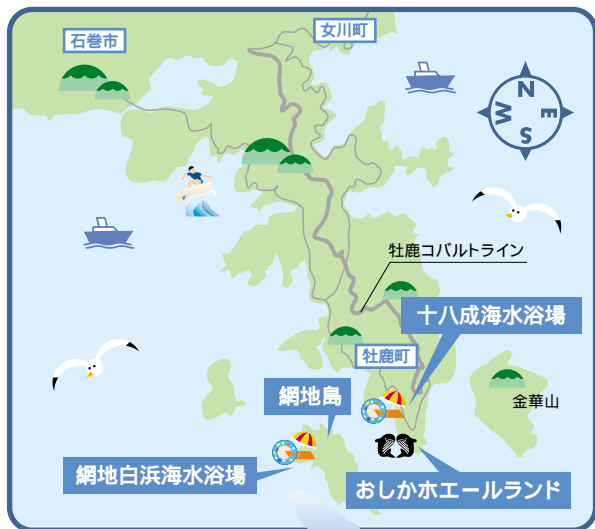 女川町
石巻市
N
W
E
S
牡鹿コバルトライン
十八成海水浴場
牡鹿町
網地島
金華山
網地白浜海水浴場
おしかホエールランド